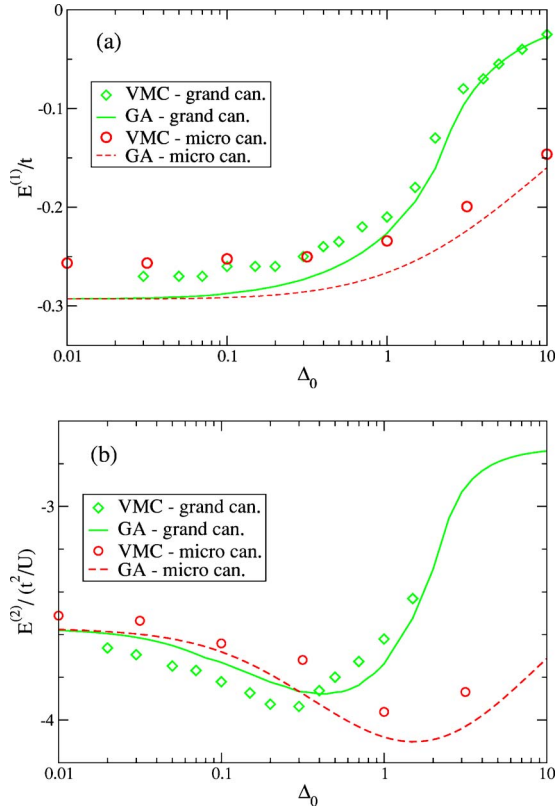 0
(a)
VMC - grand can.
GA - grand can.
VMC - micro can.
GA - micro can.
-0.1
E(1)/t
-0.2
-0.3
0.01
0.1
1
10
Δ0
(b)
VMC - grand can.
GA - grand can.
VMC - micro can.
GA - micro can.
-3
E(2)/ (t2/U)
-4
0.01
0.1
1
10
Δ0